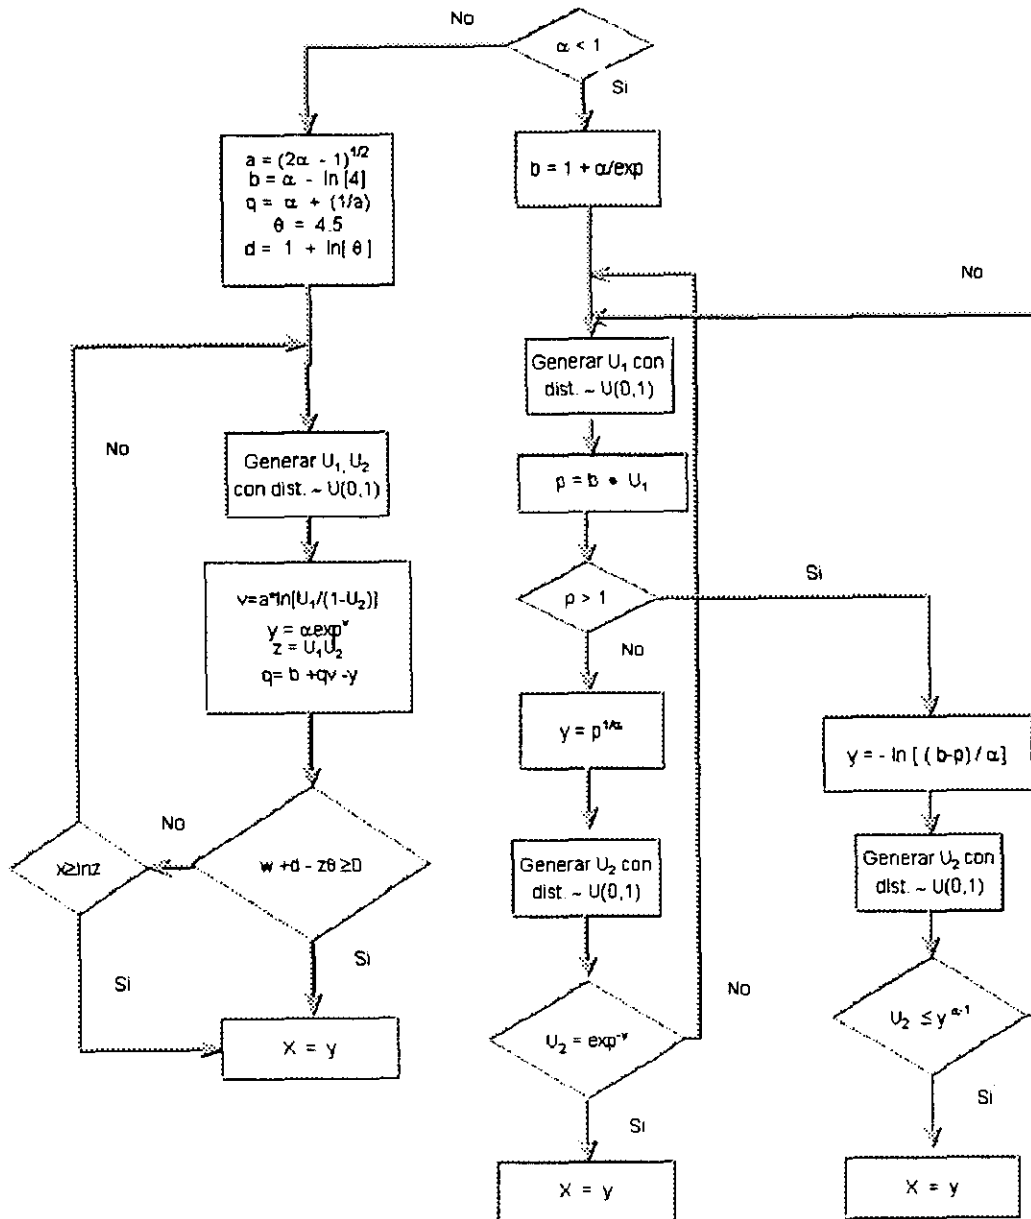 No
α < 1
Si
a = (2α - 1)^1/2
b = α - ln [4]
q = α + (1/a)
θ = 4.5
d = 1 + ln[ θ ]
b = 1 + α/exp
No
Generar U1 con
dist. ~ U(0,1)
No
Generar U1, U2
con dist. ~ U(0,1)
p = b • U1
v=a*ln[U1/(1-U2)]
y = αexp^v
z = U1U2
q= b +qv -y
p > 1
Si
No
y = p^1/α
y = - ln [ ( b-p) / α]
No
x≥lnz
w +d - zθ ≥0
Generar U2 con
dist. ~ U(0,1)
Generar U2 con
dist. ~ U(0,1)
Si
Si
No
U2 = exp^-y
U2 ≤ y^α-1
X = y
Si
Si
X = y
X = y